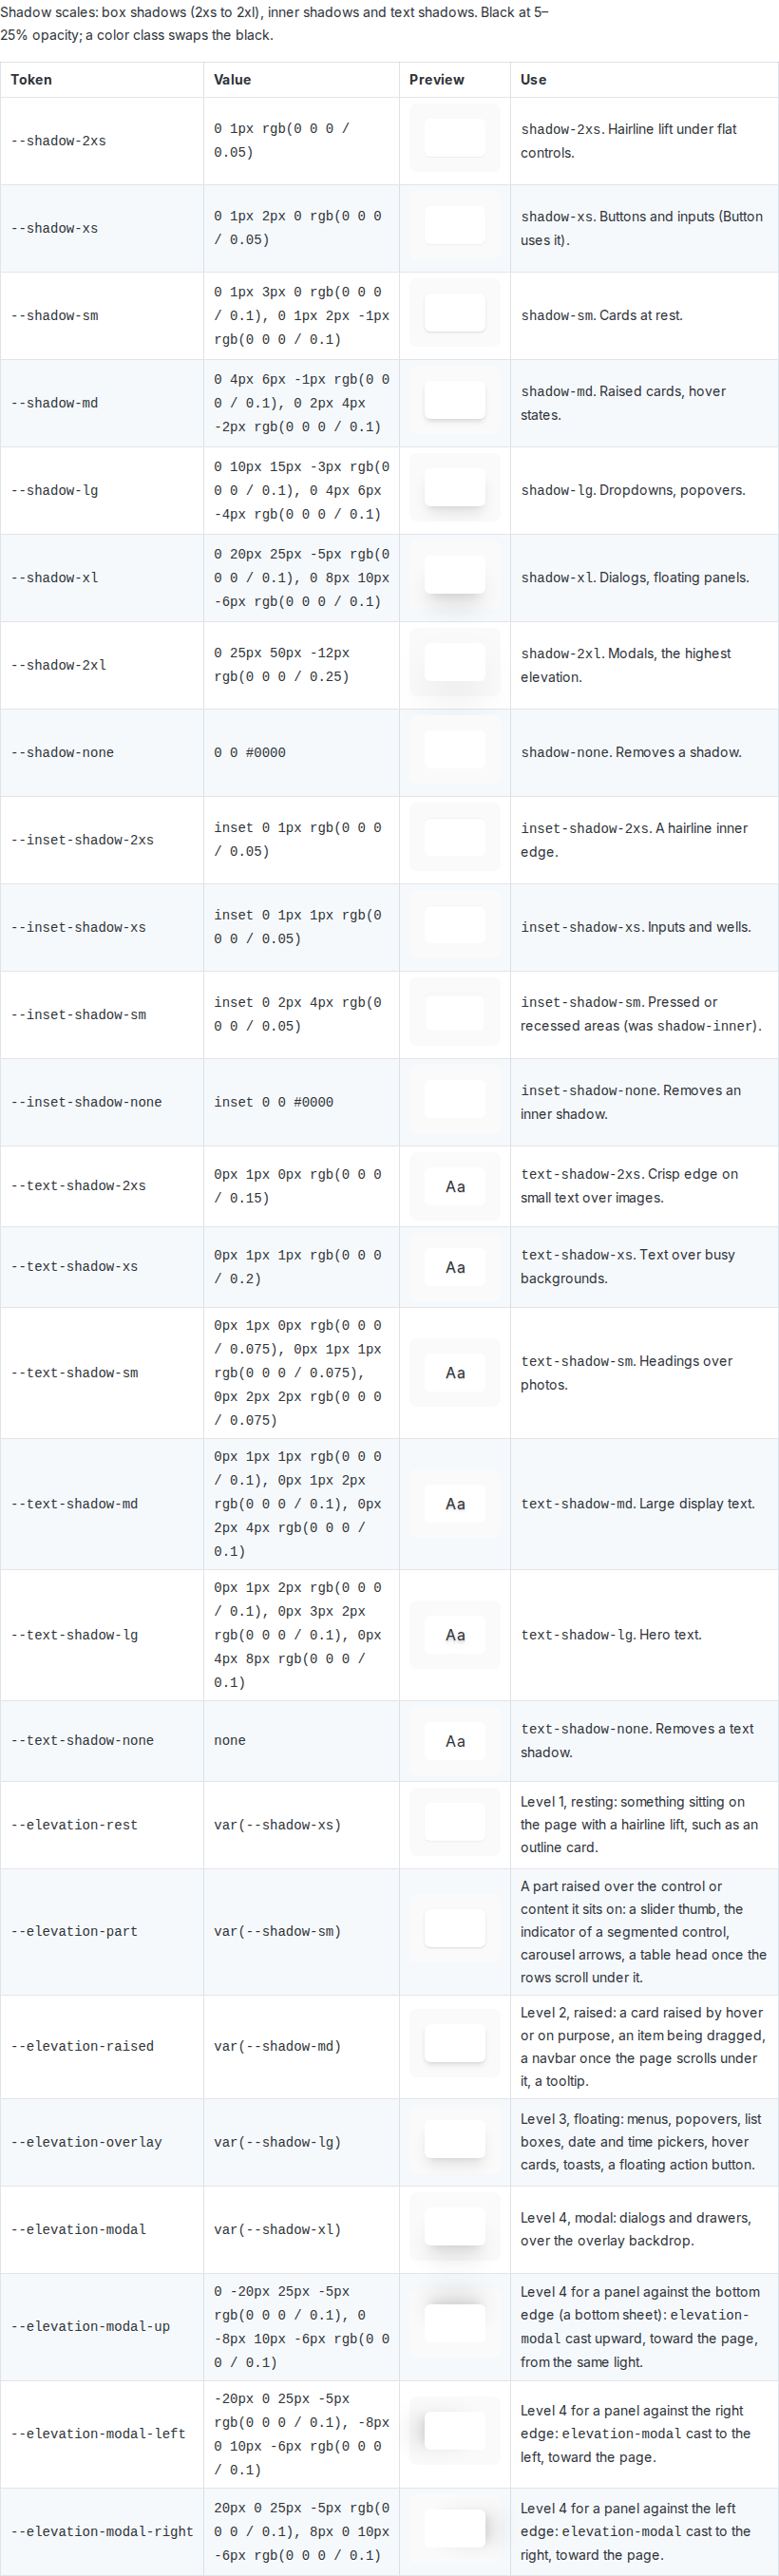 Shadow scales: box shadows (2xs to 2xl), inner shadows and text shadows. Black at 5–
25% opacity; a color class swaps the black.
Token Value Preview Use
--shadow-2xs
0 1px rgb(0 0 0 /
0.05)
shadow-2xs. Hairline lift under flat
controls.
--shadow-xs
0 1px 2px 0 rgb(0 0 0
/ 0.05)
shadow-xs. Buttons and inputs (Button
uses it).
--shadow-sm
0 1px 3px 0 rgb(0 0 0
/ 0.1), 0 1px 2px -1px
rgb(0 0 0 / 0.1)
shadow-sm. Cards at rest.
--shadow-md
0 4px 6px -1px rgb(0 0
0 / 0.1), 0 2px 4px
-2px rgb(0 0 0 / 0.1)
shadow-md. Raised cards, hover
states.
--shadow-lg
0 10px 15px -3px rgb(0
0 0 / 0.1), 0 4px 6px
-4px rgb(0 0 0 / 0.1)
shadow-lg. Dropdowns, popovers.
--shadow-xl
0 20px 25px -5px rgb(0
0 0 / 0.1), 0 8px 10px
-6px rgb(0 0 0 / 0.1)
shadow-xl. Dialogs, floating panels.
--shadow-2xl
0 25px 50px -12px
rgb(0 0 0 / 0.25)
shadow-2xl. Modals, the highest
elevation.
--shadow-none
0 0 #0000
shadow-none. Removes a shadow.
--inset-shadow-2xs
inset 0 1px rgb(0 0 0
/ 0.05)
inset-shadow-2xs. A hairline inner
edge.
--inset-shadow-xs
inset 0 1px 1px rgb(0
0 0 / 0.05)
inset-shadow-xs. Inputs and wells.
--inset-shadow-sm
inset 0 2px 4px rgb(0
0 0 / 0.05)
inset-shadow-sm. Pressed or
recessed areas (was shadow-inner).
--inset-shadow-none
inset 0 0 #0000
inset-shadow-none. Removes an
inner shadow.
--text-shadow-2xs
0px 1px 0px rgb(0 0 0
/ 0.15)
Aa
text-shadow-2xs. Crisp edge on
small text over images.
--text-shadow-xs
0px 1px 1px rgb(0 0 0
/ 0.2)
Aa
text-shadow-xs. Text over busy
backgrounds.
--text-shadow-sm
0px 1px 0px rgb(0 0 0
/ 0.075), 0px 1px 1px
rgb(0 0 0 / 0.075),
0px 2px 2px rgb(0 0 0
/ 0.075)
Aa
text-shadow-sm. Headings over
photos.
--text-shadow-md
0px 1px 1px rgb(0 0 0
/ 0.1), 0px 1px 2px
rgb(0 0 0 / 0.1), 0px
2px 4px rgb(0 0 0 /
0.1)
Aa
text-shadow-md. Large display text.
--text-shadow-lg
0px 1px 2px rgb(0 0 0
/ 0.1), 0px 3px 2px
rgb(0 0 0 / 0.1), 0px
4px 8px rgb(0 0 0 /
0.1)
Aa
text-shadow-lg. Hero text.
--text-shadow-none
none
Aa
text-shadow-none. Removes a text
shadow.
--elevation-rest
var(--shadow-xs)
Level 1, resting: something sitting on
the page with a hairline lift, such as an
outline card.
--elevation-part
var(--shadow-sm)
A part raised over the control or
content it sits on: a slider thumb, the
indicator of a segmented control,
carousel arrows, a table head once the
rows scroll under it.
--elevation-raised
var(--shadow-md)
Level 2, raised: a card raised by hover
or on purpose, an item being dragged,
a navbar once the page scrolls under
it, a tooltip.
--elevation-overlay
var(--shadow-lg)
Level 3, floating: menus, popovers, list
boxes, date and time pickers, hover
cards, toasts, a floating action button.
--elevation-modal
var(--shadow-xl)
Level 4, modal: dialogs and drawers,
over the overlay backdrop.
--elevation-modal-up
0 -20px 25px -5px
rgb(0 0 0 / 0.1), 0
-8px 10px -6px rgb(0 0
0 / 0.1)
Level 4 for a panel against the bottom
edge (a bottom sheet): elevation-
modal cast upward, toward the page,
from the same light.
--elevation-modal-left
-20px 0 25px -5px
rgb(0 0 0 / 0.1), -8px
0 10px -6px rgb(0 0 0
/ 0.1)
Level 4 for a panel against the right
edge: elevation-modal cast to the
left, toward the page.
--elevation-modal-right
20px 0 25px -5px rgb(0
0 0 / 0.1), 8px 0 10px
-6px rgb(0 0 0 / 0.1)
Level 4 for a panel against the left
edge: elevation-modal cast to the
right, toward the page.